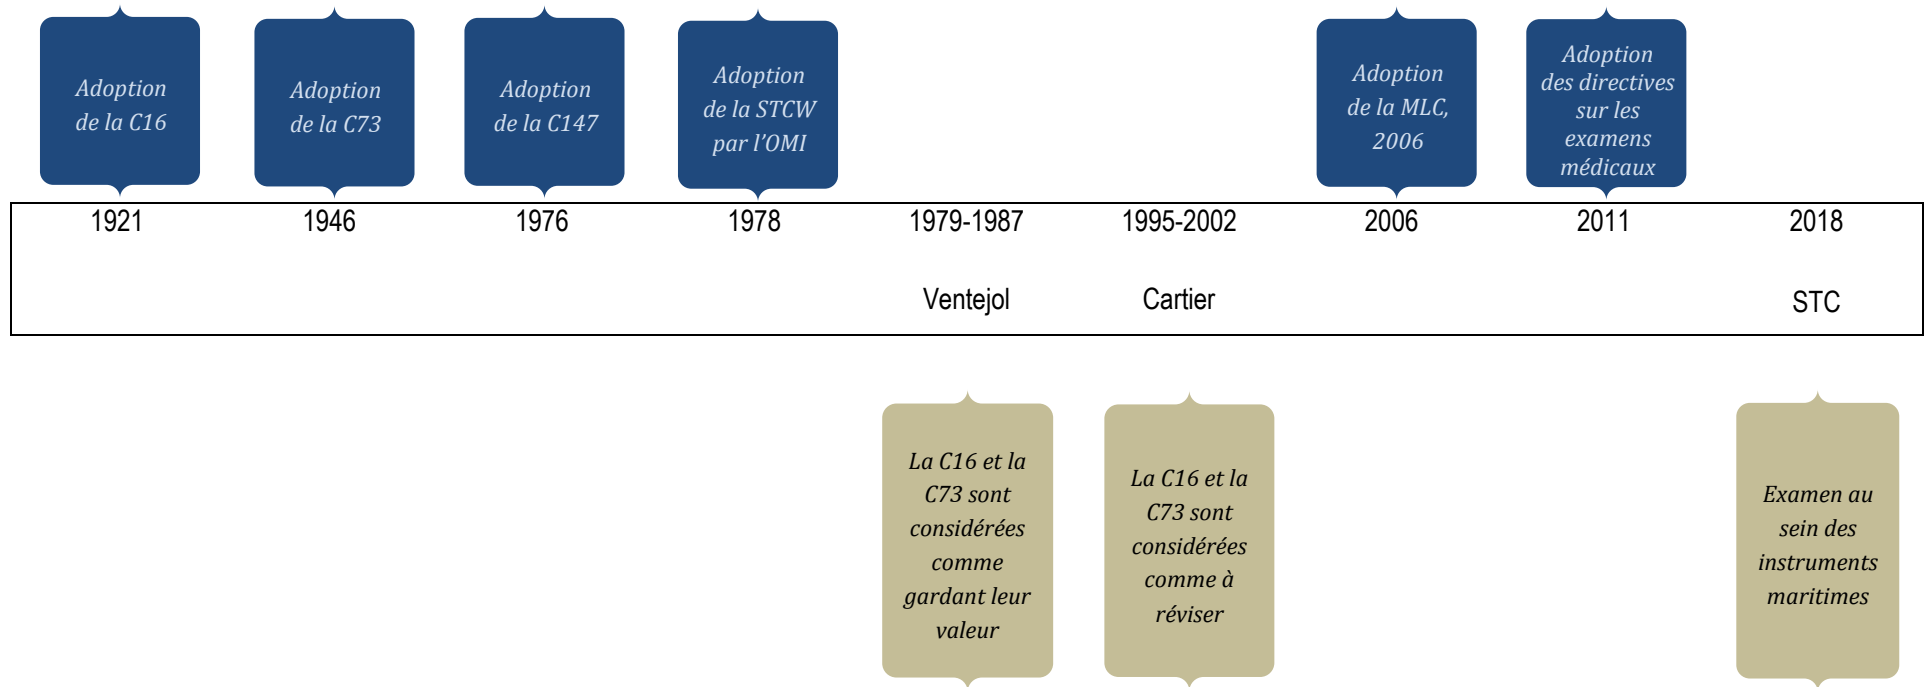 Adoption
de la C16
Adoption
de la C73
Adoption
de la C147
Adoption
de la STCW
par l’OMI
Adoption
de la MLC,
2006
Adoption
des directives
sur les
examens
médicaux
1921
1946
1976
1978
1979-1987
1995-2002
2006
2011
2018
Ventejol
Cartier
STC
La C16 et la
C73 sont
considérées
comme
gardant leur
valeur
La C16 et la
C73 sont
considérées
comme à
réviser
Examen au
sein des
instruments
maritimes